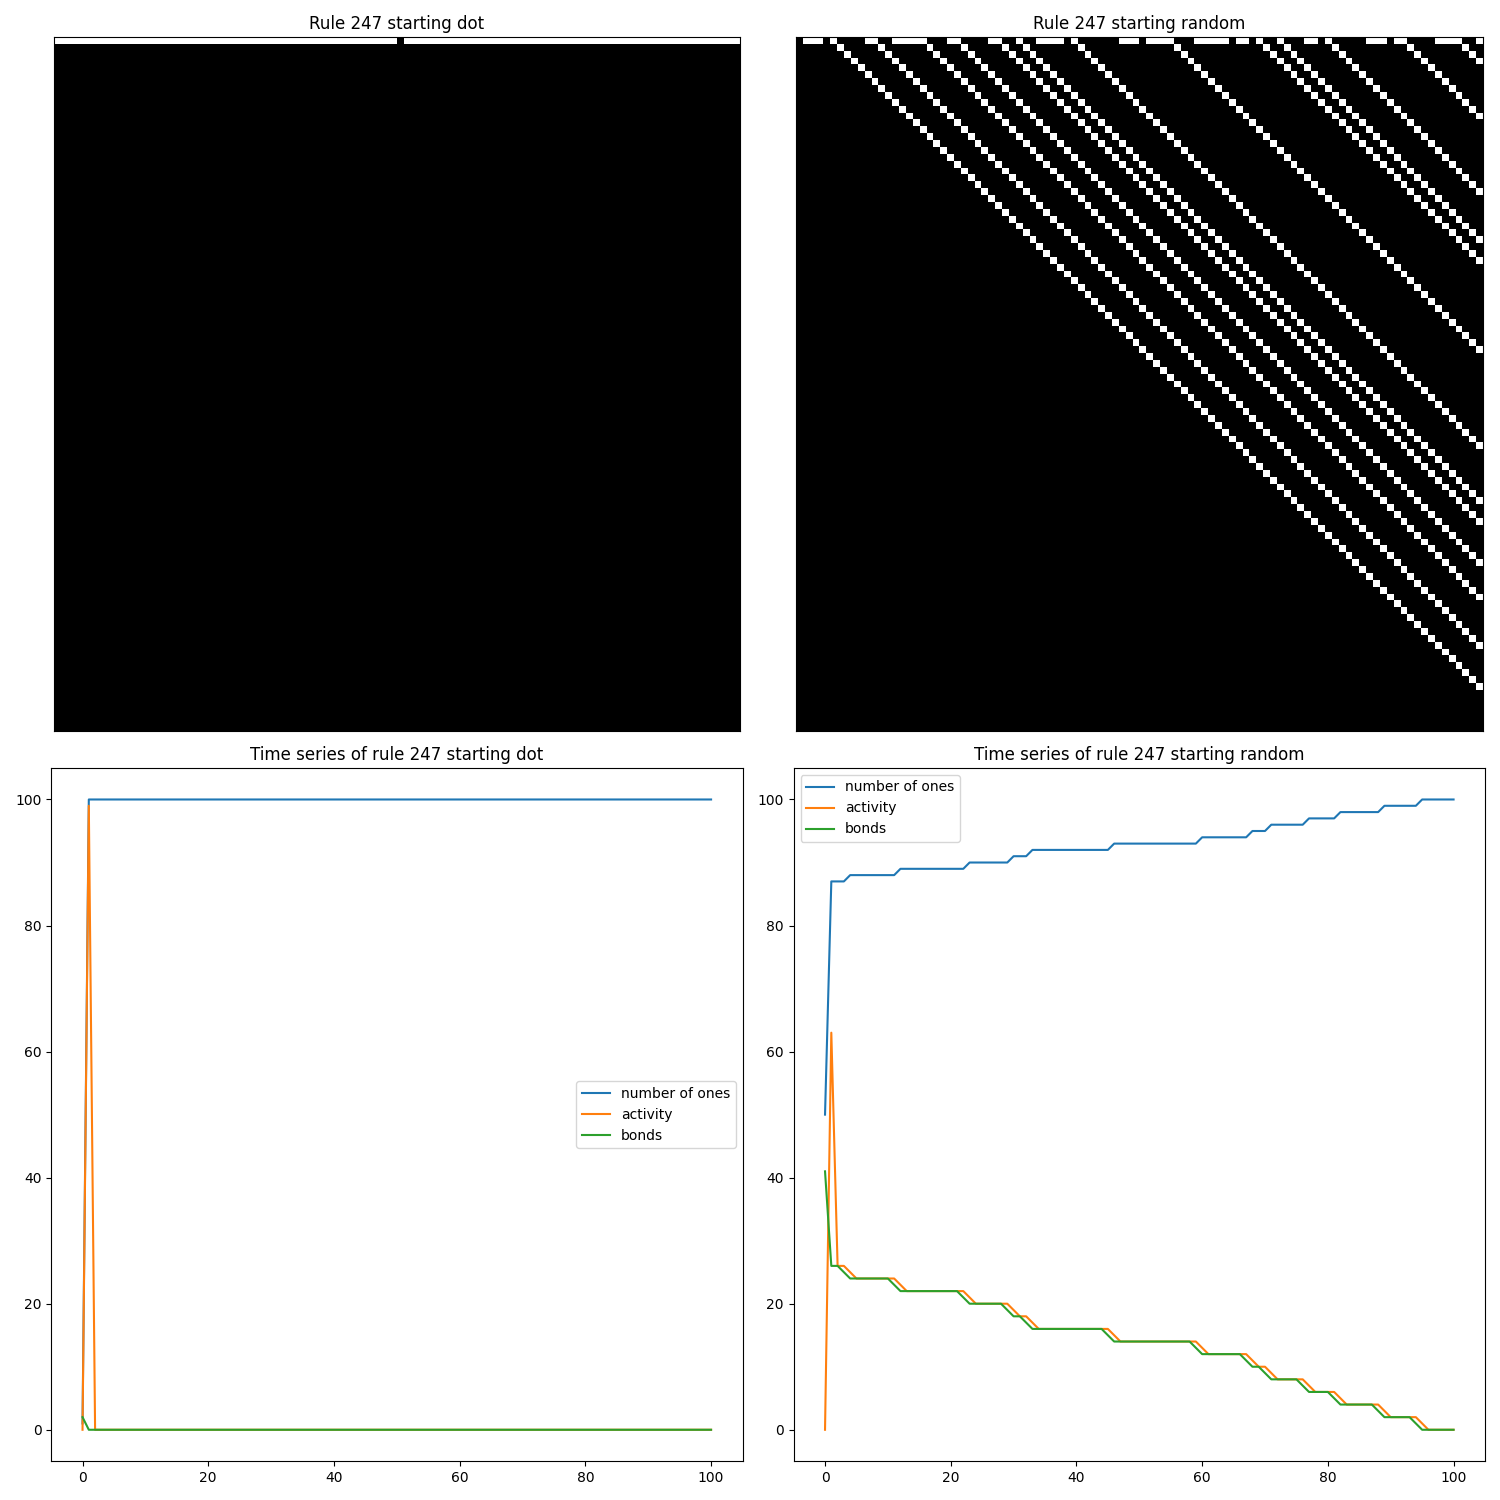 Rule 247 starting dot
Rule 247 starting random
Time series of rule 247 starting dot
100
80
60
40
20
0
number of ones
activity
bonds
0
20
40
60
80
100
Time series of rule 247 starting random
number of ones
activity
bonds
100
80
60
40
20
0
0
20
40
60
80
100